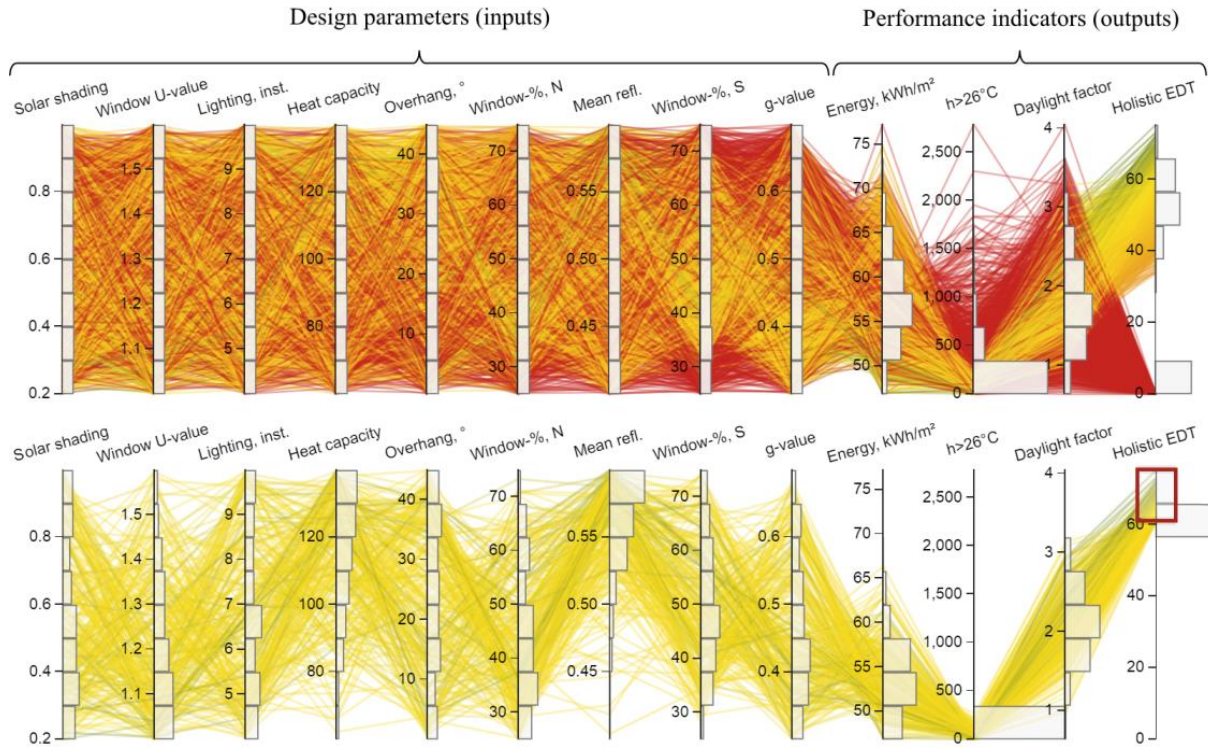 Design parameters (inputs) Performance indicators (outputs)
Solar shading Window U-value Lighting, inst. Heat capacity Overhang, ° Window-%, N Mean refl. Window-%, S g-value Energy, kWh/m² h>26°C Daylight factor Holistic EDT
0.8 0.6 0.4 0.2
1.5 1.4 1.3 1.2 1.1
9 8 7 6 5
120 100 80
40 30 20 10
70 60 50 40 30
0.55 0.50 0.45
70 60 50 40 30
0.6 0.5 0.4
75 70 65 60 55 50
2,500 2,000 1,500 1,000 500 0
4 3 2 1
60 40 20 0
Solar shading Window U-value Lighting, inst. Heat capacity Overhang, ° Window-%, N Mean refl. Window-%, S g-value Energy, kWh/m² h>26°C Daylight factor Holistic EDT
0.8 0.6 0.4 0.2
1.5 1.4 1.3 1.2 1.1
9 8 7 6 5
120 100 80
40 30 20 10
70 60 50 40 30
0.55 0.50 0.45
70 60 50 40 30
0.6 0.5 0.4
75 70 65 60 55 50
2,500 2,000 1,500 1,000 500 0
4 3 2 1
60 40 20 0